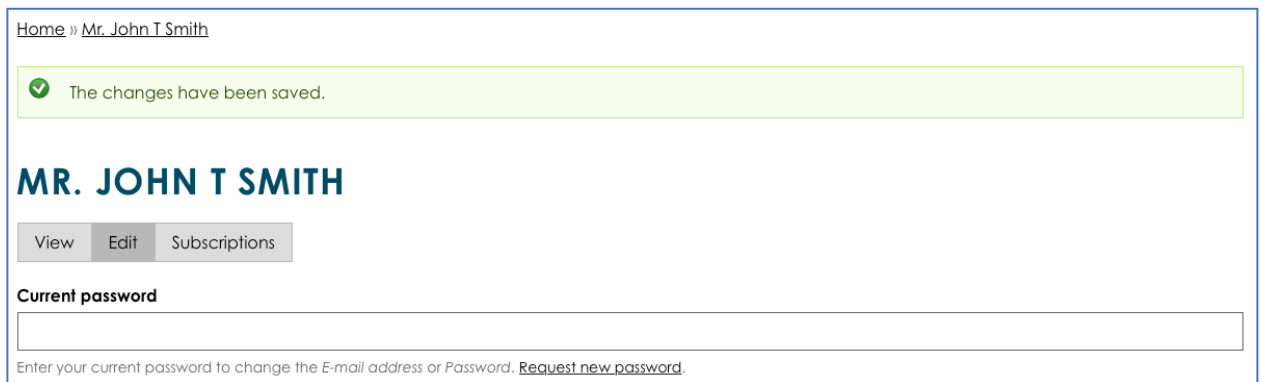 Home » Mr. John T Smith
The changes have been saved.
MR. JOHN T SMITH
View Edit Subscriptions
Current password
Enter your current password to change the E-mail address or Password. Request new password.